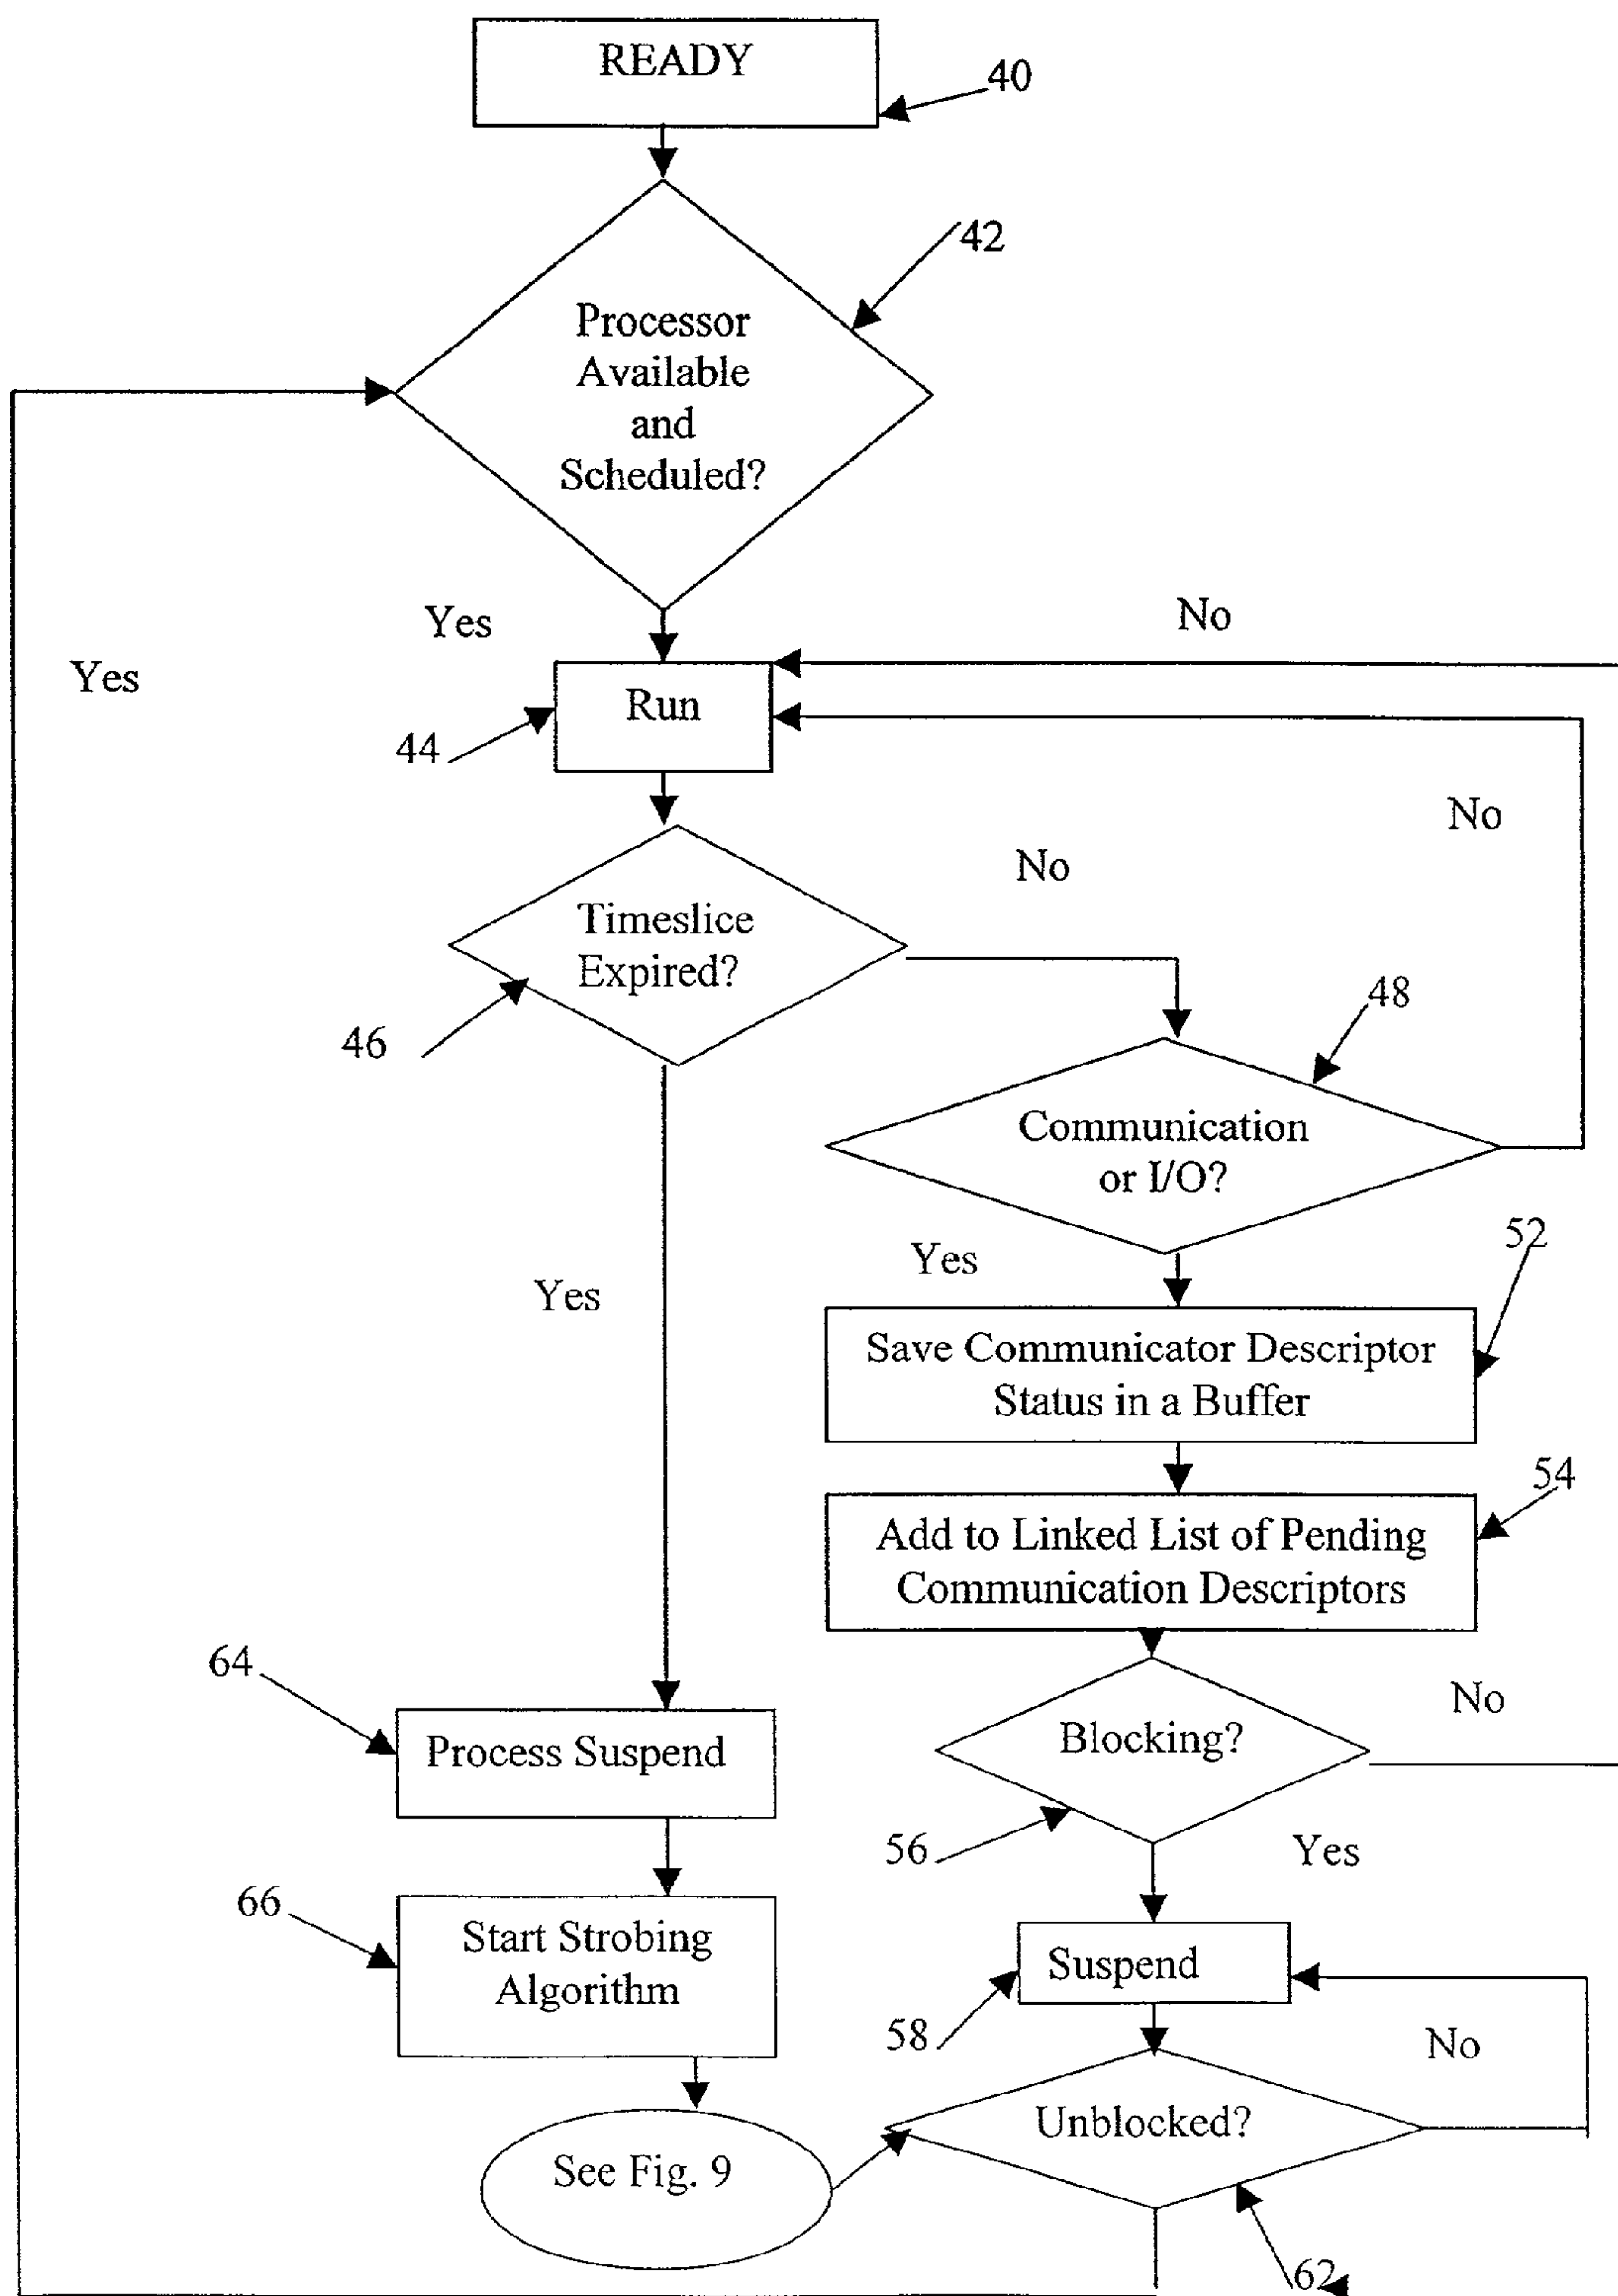 READY
40
42
Processor
Available
and
Scheduled?
Yes
No
Yes
Run
44
No
No
Timeslice
Expired?
46
48
Communication
or I/O?
52
Yes
Yes
Save Communicator Descriptor
Status in a Buffer
54
Add to Linked List of Pending
Communication Descriptors
64
No
Process Suspend
Blocking?
56
Yes
66
Start Strobing
Algorithm
Suspend
58
No
Unblocked?
See Fig. 9
62